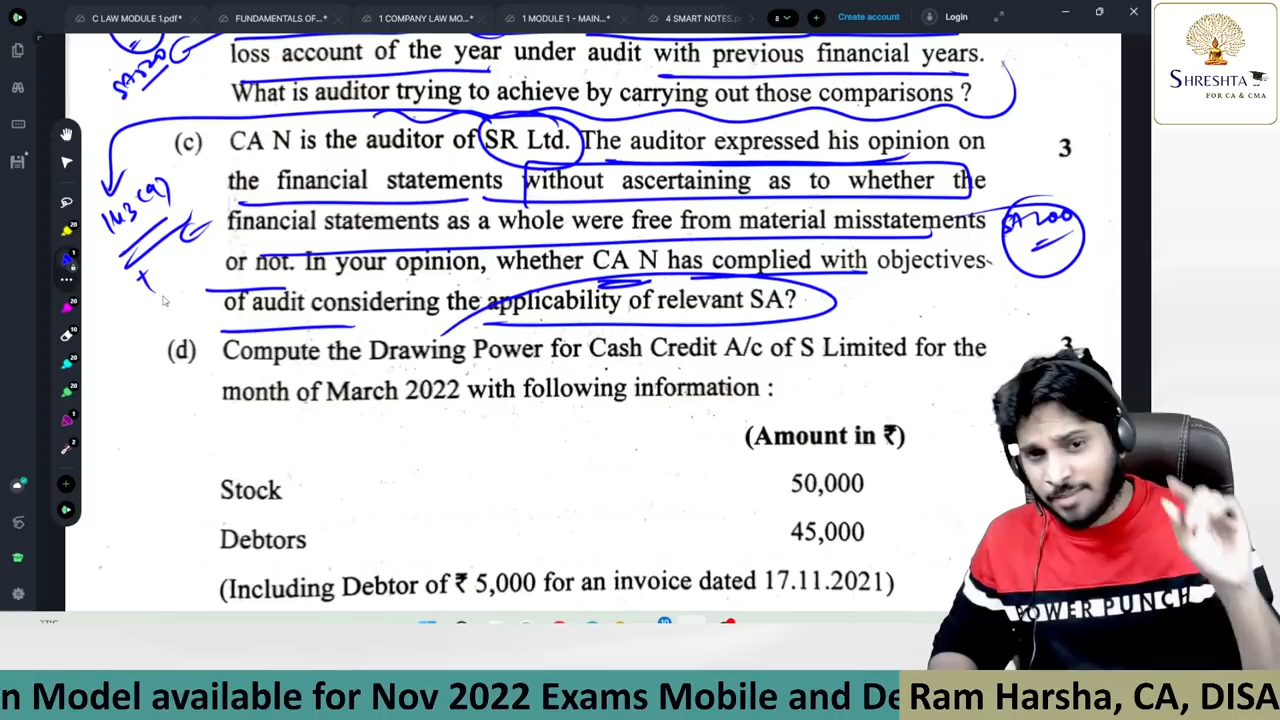 C LAW MODULE 1.pdf*
FUNDAMENTALS OF...*
1 COMPANY LAW MO...*
1 MODULE 1 - MAIN...*
4 SMART NOTES.p
8
Create account
Login
SHRESHTA
FOR CA & CMA
SA 520
loss account of the year under audit with previous financial years.
What is auditor trying to achieve by carrying out those comparisons ?
(c) CA N is the auditor of SR Ltd. The auditor expressed his opinion on 3
the financial statements without ascertaining as to whether the
143(9)
financial statements as a whole were free from material misstatements
SA 200
or not. In your opinion, whether CA N has complied with objectives
of audit considering the applicability of relevant SA?
(d) Compute the Drawing Power for Cash Credit A/c of S Limited for the 3
month of March 2022 with following information :
(Amount in ₹)
Stock 50,000
Debtors 45,000
(Including Debtor of ₹ 5,000 for an invoice dated 17.11.2021)
POWER PUNCH
n Model available for Nov 2022 Exams Mobile and De
Ram Harsha, CA, DISA